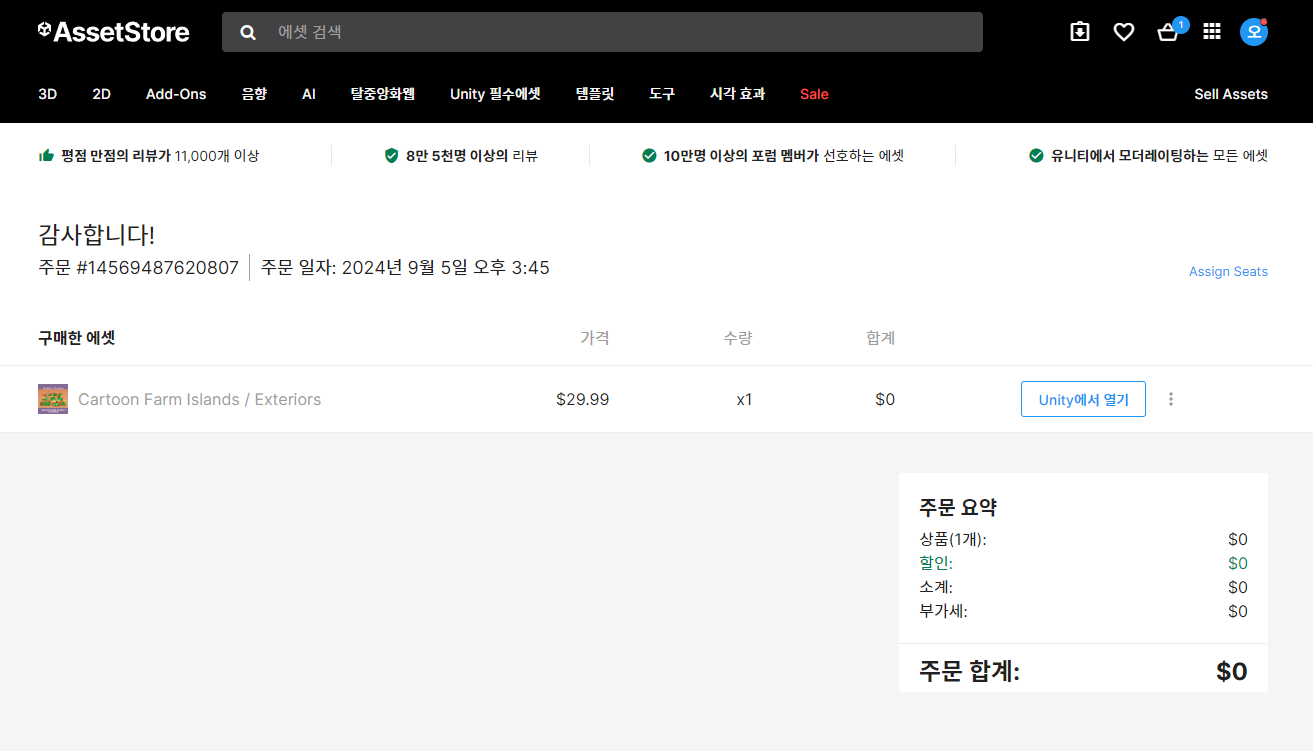 AssetStore
에셋 검색
1
오
3D 2D Add-Ons 음향 AI 탈중앙화웹 Unity 필수에셋 템플릿 도구 시각 효과 Sale Sell Assets
평점 만점의 리뷰가 11,000개 이상 8만 5천명 이상의 리뷰 10만명 이상의 포럼 멤버가 선호하는 에셋 유니티에서 모더레이팅하는 모든 에셋
감사합니다!
주문 #14569487620807 주문 일자: 2024년 9월 5일 오후 3:45
Assign Seats
구매한 에셋 가격 수량 합계
Cartoon Farm Islands / Exteriors $29.99 x1 $0 Unity에서 열기
주문 요약
상품(1개): $0
할인: $0
소계: $0
부가세: $0
주문 합계: $0